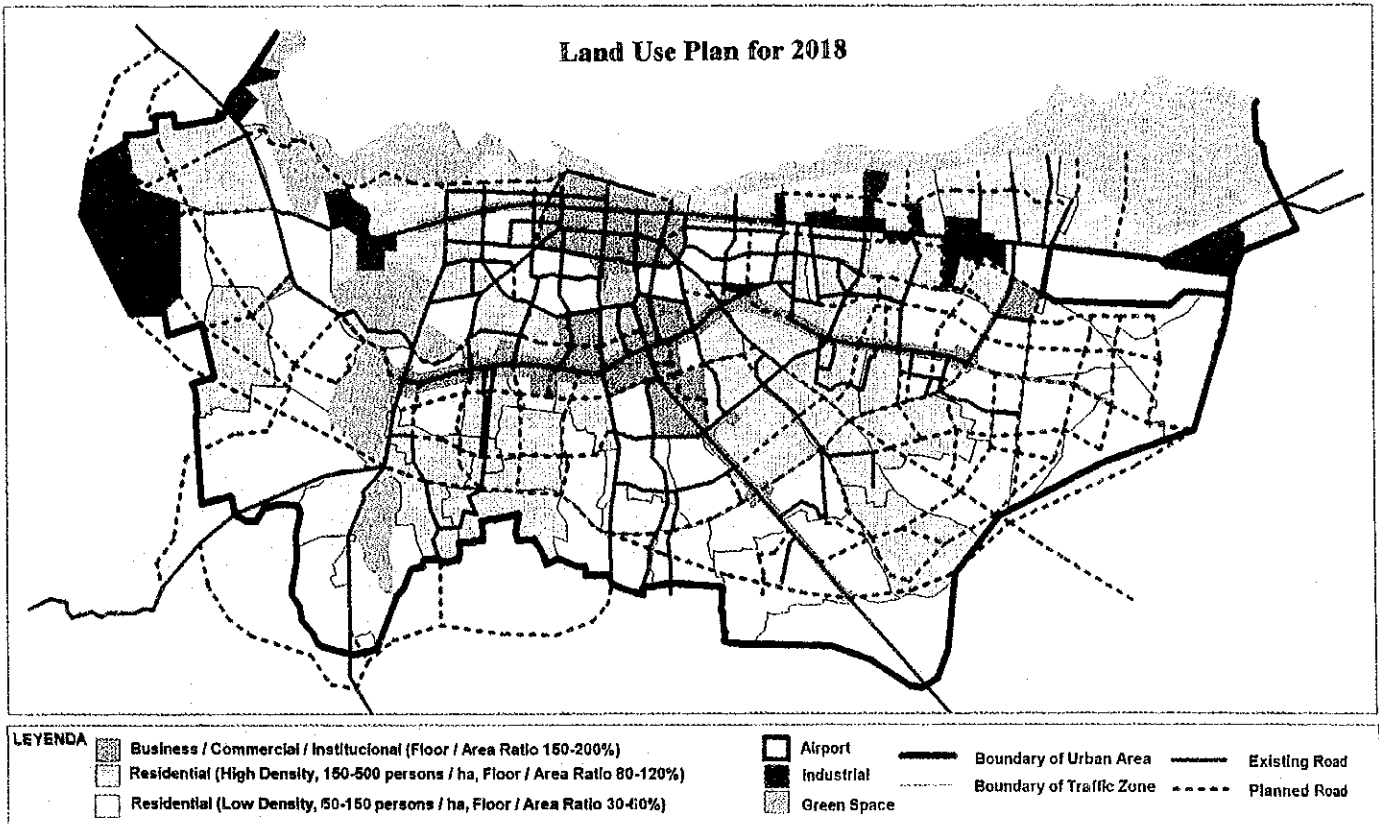 Land Use Plan for 2018
LEYENDA
Business / Commercial / Institucional (Floor / Area Ratio 150-200%)
Residential (High Density, 150-500 persons / ha, Floor / Area Ratio 80-120%)
Residential (Low Density, 50-150 persons / ha, Floor / Area Ratio 30-60%)
Airport
Industrial
Green Space
Boundary of Urban Area
Boundary of Traffic Zone
Existing Road
Planned Road